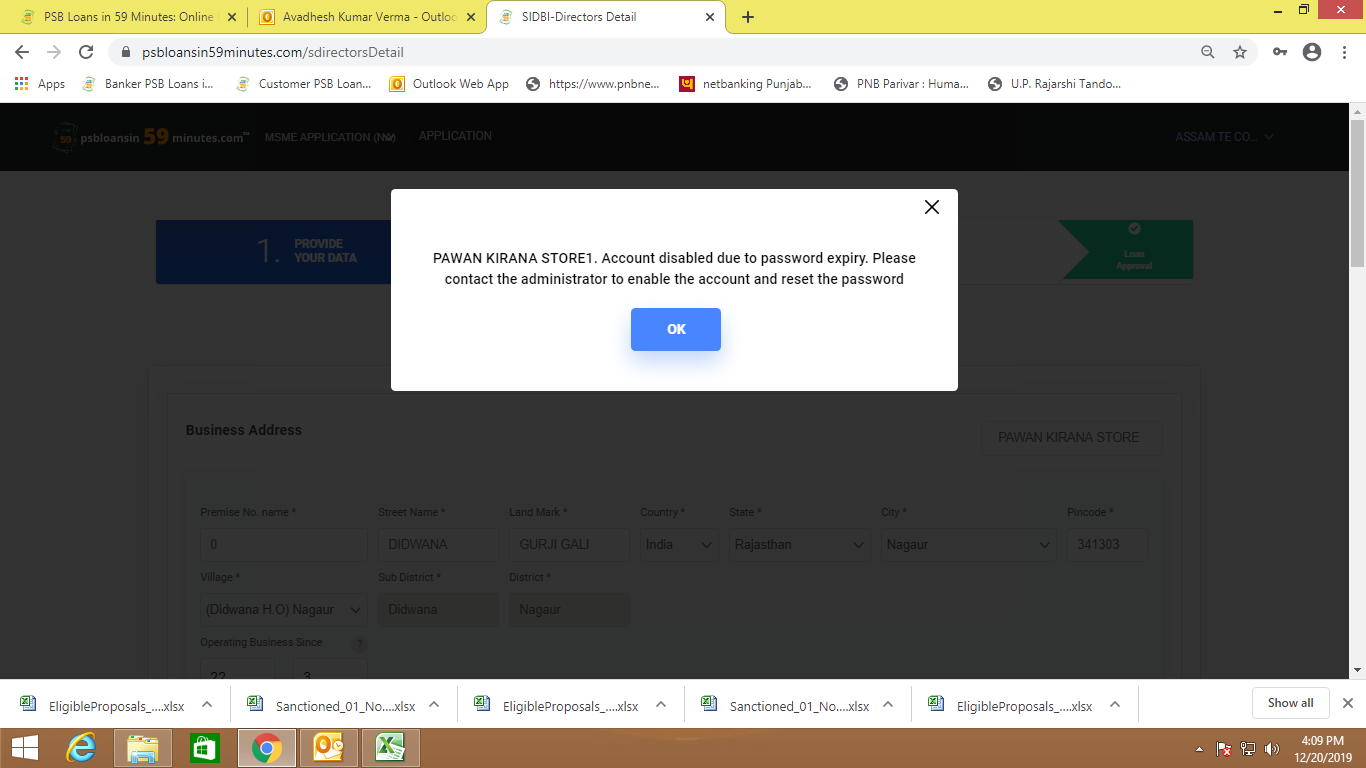 PSB Loans in 59 Minutes: Online
Avadhesh Kumar Verma - Outloo
SIDBI-Directors Detail
psbloansin59minutes.com/sdirectorsDetail
Apps
Banker PSB Loans i...
Customer PSB Loan...
Outlook Web App
https://www.pnbne...
netbanking Punjab...
PNB Parivar : Huma...
U.P. Rajarshi Tando...
psbloansin 59 minutes.com™
MSME APPLICATION
APPLICATION
ASSAM TE CO...
1. PROVIDE
YOUR DATA
Loan
Approval
PAWAN KIRANA STORE1. Account disabled due to password expiry. Please
contact the administrator to enable the account and reset the password
OK
Business Address
PAWAN KIRANA STORE
Premise No. name * Street Name * Land Mark * Country * State * City * Pincode *
0 DIDWANA GURJI GALI India Rajasthan Nagaur 341303
Village * Sub District * District *
(Didwana H.O) Nagaur Didwana Nagaur
Operating Business Since ?
22 3
EligibleProposals_....xlsx
Sanctioned_01_No....xlsx
EligibleProposals_....xlsx
Sanctioned_01_No....xlsx
EligibleProposals_....xlsx
Show all
4:09 PM
12/20/2019